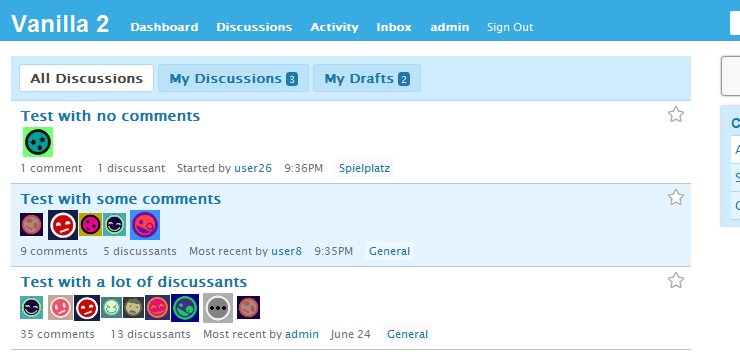 Vanilla 2 Dashboard Discussions Activity Inbox admin Sign Out
All Discussions My Discussions 3 My Drafts 2
Test with no comments
1 comment 1 discussant Started by user26 9:36PM Spielplatz
Test with some comments
9 comments 5 discussants Most recent by user8 9:35PM General
Test with a lot of discussants
35 comments 13 discussants Most recent by admin June 24 General